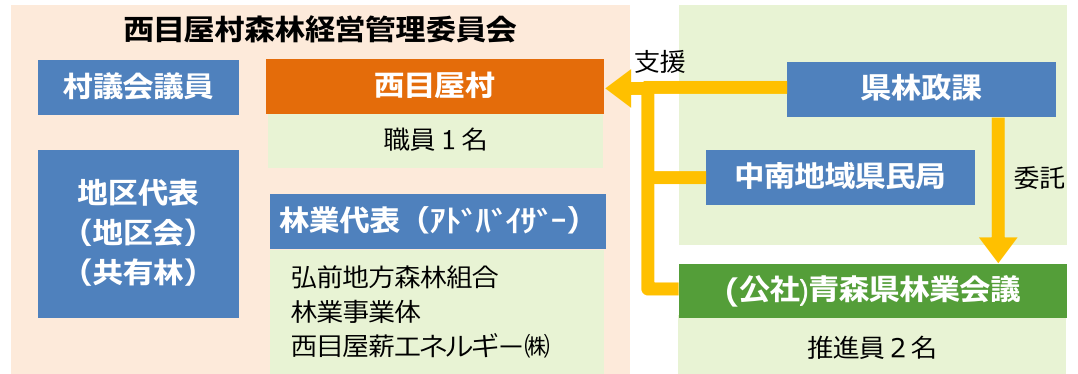 西目屋村森林経営管理委員会
村議会議員
西目屋村
職員１名
地区代表
（地区会）
（共有林）
林業代表（ｱﾄﾞﾊﾞｲｻﾞｰ）
弘前地方森林組合
林業事業体
西目屋薪エネルギー㈱
支援
県林政課
中南地域県民局
委託
(公社)青森県林業会議
推進員２名